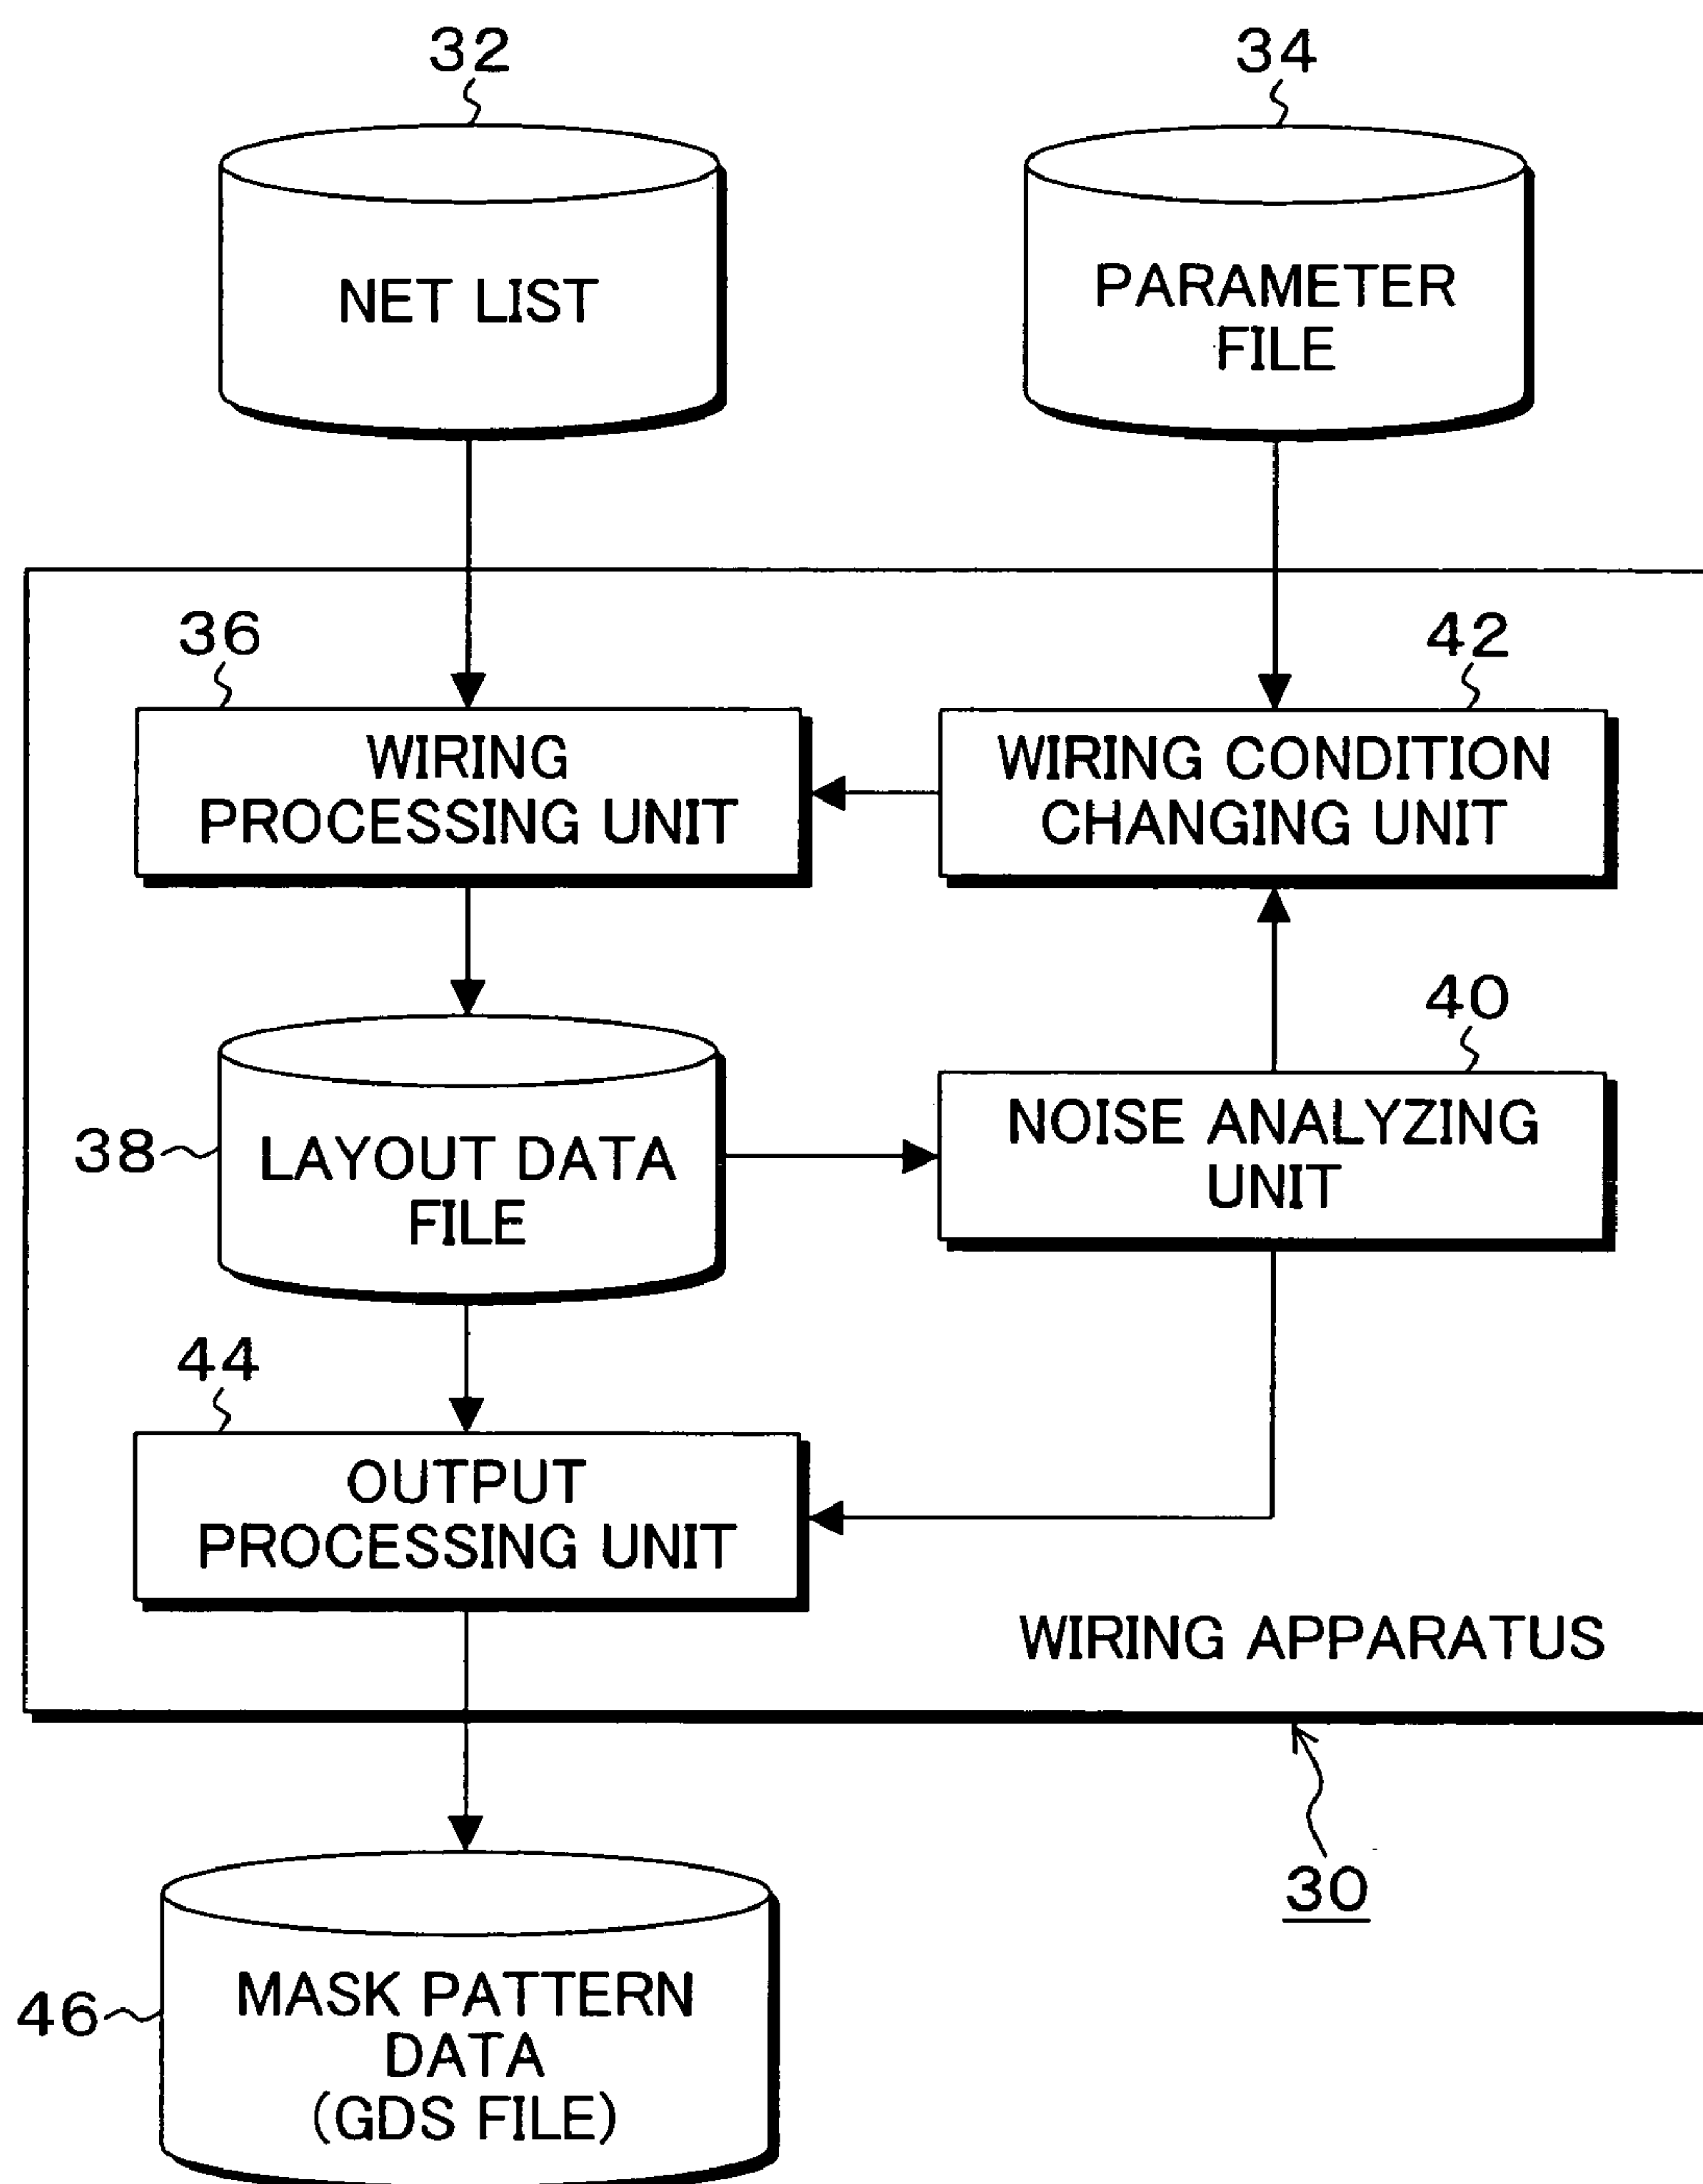 32
34
NET LIST
PARAMETER
FILE
36
42
WIRING
PROCESSING UNIT
WIRING CONDITION
CHANGING UNIT
40
38
LAYOUT DATA
FILE
NOISE ANALYZING
UNIT
44
OUTPUT
PROCESSING UNIT
WIRING APPARATUS
30
46
MASK PATTERN
DATA
(GDS FILE)